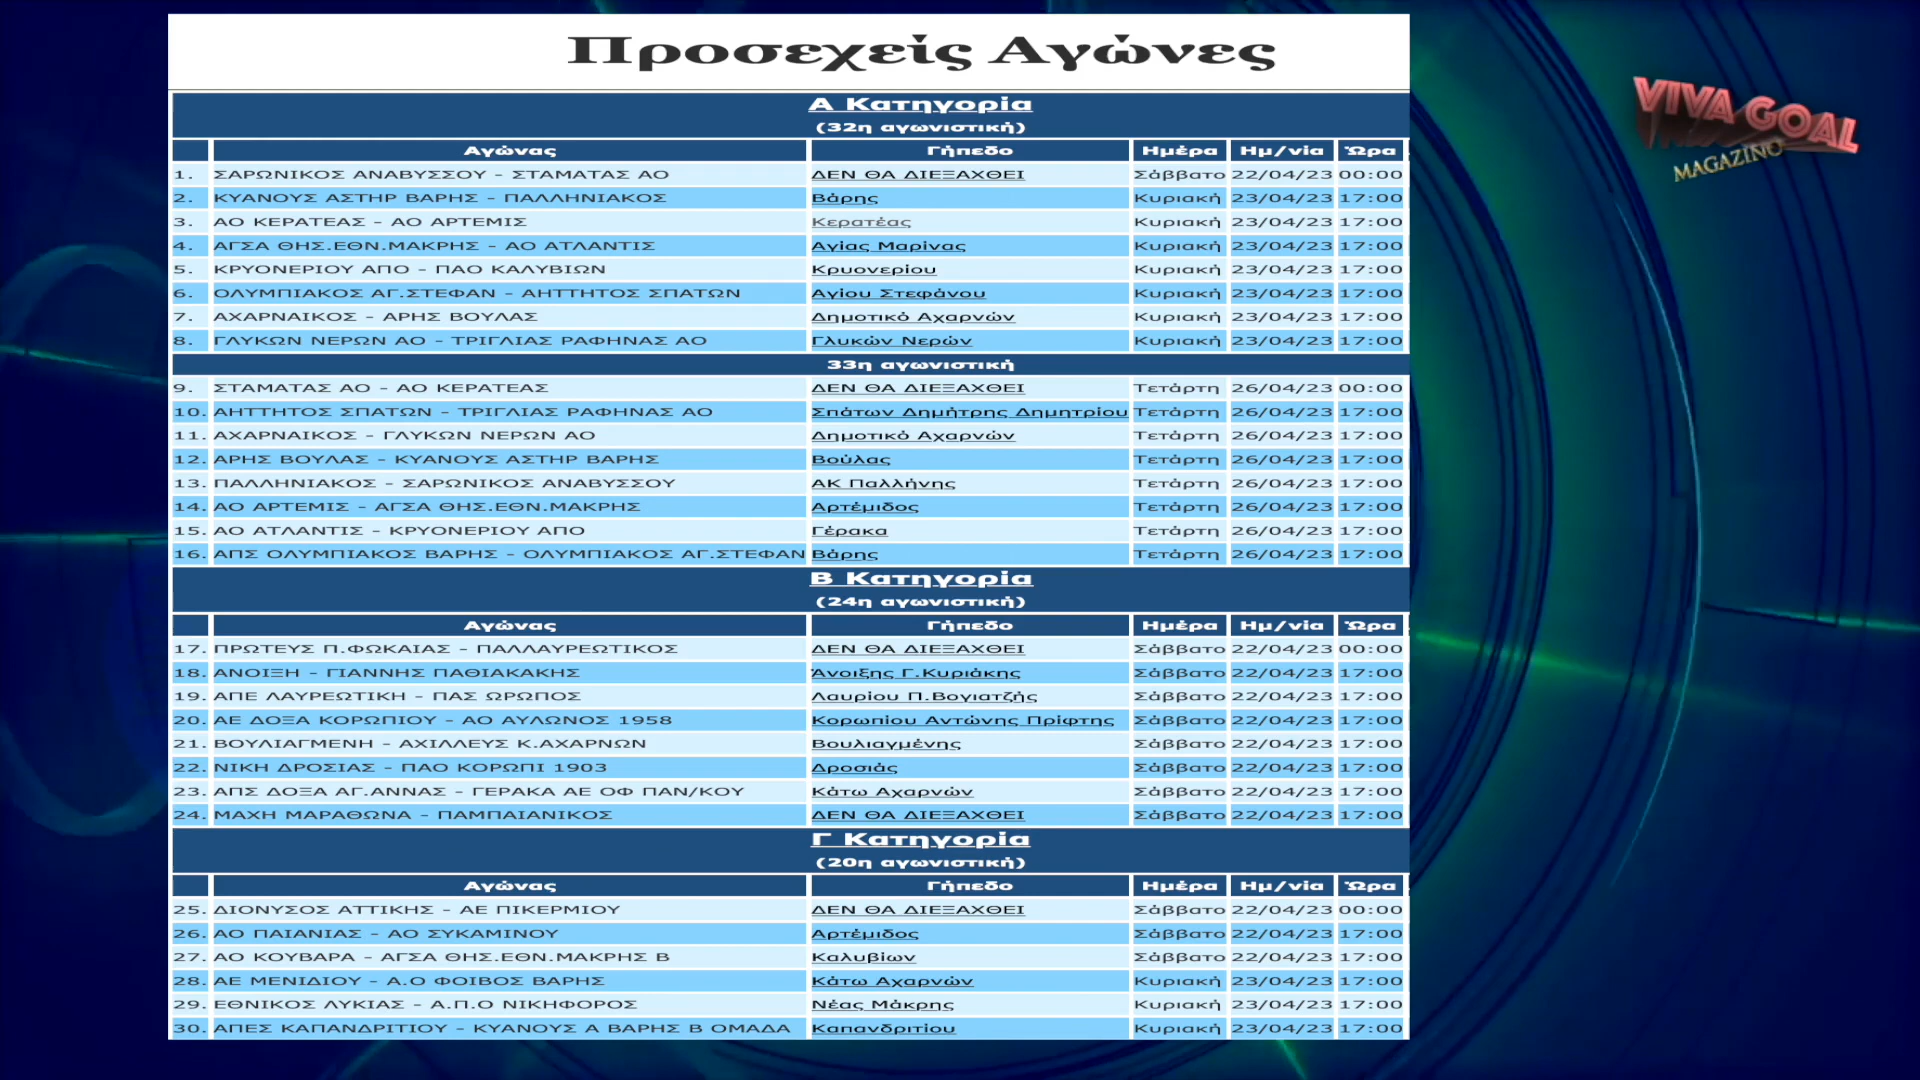 Προσεχείς Αγώνες
VIVA GOAL
MAGAZINO
Α Κατηγορία
(32η αγωνιστική)
Αγώνας Γήπεδο Ημέρα Ημ/νία Ώρα
1. ΣΑΡΩΝΙΚΟΣ ΑΝΑΒΥΣΣΟΥ - ΣΤΑΜΑΤΑΣ ΑΟ ΔΕΝ ΘΑ ΔΙΕΞΑΧΘΕΙ Σάββατο 22/04/23 00:00
2. ΚΥΑΝΟΥΣ ΑΣΤΗΡ ΒΑΡΗΣ - ΠΑΛΛΗΝΙΑΚΟΣ Βάρης Κυριακή 23/04/23 17:00
3. ΑΟ ΚΕΡΑΤΕΑΣ - ΑΟ ΑΡΤΕΜΙΣ Κερατέας Κυριακή 23/04/23 17:00
4. ΑΓΣΑ ΘΗΣ.ΕΘΝ.ΜΑΚΡΗΣ - ΑΟ ΑΤΛΑΝΤΙΣ Αγίας Μαρίνας Κυριακή 23/04/23 17:00
5. ΚΡΥΟΝΕΡΙΟΥ ΑΠΟ - ΠΑΟ ΚΑΛΥΒΙΩΝ Κρυονερίου Κυριακή 23/04/23 17:00
6. ΟΛΥΜΠΙΑΚΟΣ ΑΓ.ΣΤΕΦΑΝ - ΑΗΤΤΗΤΟΣ ΣΠΑΤΩΝ Αγίου Στεφάνου Κυριακή 23/04/23 17:00
7. ΑΧΑΡΝΑΙΚΟΣ - ΑΡΗΣ ΒΟΥΛΑΣ Δημοτικό Αχαρνών Κυριακή 23/04/23 17:00
8. ΓΛΥΚΩΝ ΝΕΡΩΝ ΑΟ - ΤΡΙΓΛΙΑΣ ΡΑΦΗΝΑΣ ΑΟ Γλυκών Νερών Κυριακή 23/04/23 17:00
33η αγωνιστική
9. ΣΤΑΜΑΤΑΣ ΑΟ - ΑΟ ΚΕΡΑΤΕΑΣ ΔΕΝ ΘΑ ΔΙΕΞΑΧΘΕΙ Τετάρτη 26/04/23 00:00
10. ΑΗΤΤΗΤΟΣ ΣΠΑΤΩΝ - ΤΡΙΓΛΙΑΣ ΡΑΦΗΝΑΣ ΑΟ Σπάτων Δημήτρης Δημητρίου Τετάρτη 26/04/23 17:00
11. ΑΧΑΡΝΑΙΚΟΣ - ΓΛΥΚΩΝ ΝΕΡΩΝ ΑΟ Δημοτικό Αχαρνών Τετάρτη 26/04/23 17:00
12. ΑΡΗΣ ΒΟΥΛΑΣ - ΚΥΑΝΟΥΣ ΑΣΤΗΡ ΒΑΡΗΣ Βούλας Τετάρτη 26/04/23 17:00
13. ΠΑΛΛΗΝΙΑΚΟΣ - ΣΑΡΩΝΙΚΟΣ ΑΝΑΒΥΣΣΟΥ ΑΚ Παλλήνης Τετάρτη 26/04/23 17:00
14. ΑΟ ΑΡΤΕΜΙΣ - ΑΓΣΑ ΘΗΣ.ΕΘΝ.ΜΑΚΡΗΣ Αρτέμιδος Τετάρτη 26/04/23 17:00
15. ΑΟ ΑΤΛΑΝΤΙΣ - ΚΡΥΟΝΕΡΙΟΥ ΑΠΟ Γέρακα Τετάρτη 26/04/23 17:00
16. ΑΠΣ ΟΛΥΜΠΙΑΚΟΣ ΒΑΡΗΣ - ΟΛΥΜΠΙΑΚΟΣ ΑΓ.ΣΤΕΦΑΝ Βάρης Τετάρτη 26/04/23 17:00
Β Κατηγορία
(24η αγωνιστική)
Αγώνας Γήπεδο Ημέρα Ημ/νία Ώρα
17. ΠΡΩΤΕΥΣ Π.ΦΩΚΑΙΑΣ - ΠΑΛΛΑΥΡΕΩΤΙΚΟΣ ΔΕΝ ΘΑ ΔΙΕΞΑΧΘΕΙ Σάββατο 22/04/23 00:00
18. ΑΝΟΙΞΗ - ΓΙΑΝΝΗΣ ΠΑΘΙΑΚΑΚΗΣ Άνοιξης Γ.Κυριάκης Σάββατο 22/04/23 17:00
19. ΑΠΕ ΛΑΥΡΕΩΤΙΚΗ - ΠΑΣ ΩΡΩΠΟΣ Λαυρίου Π.Βογιατζής Σάββατο 22/04/23 17:00
20. ΑΕ ΔΟΞΑ ΚΟΡΩΠΙΟΥ - ΑΟ ΑΥΛΩΝΟΣ 1958 Κορωπίου Αντώνης Πρίφτης Σάββατο 22/04/23 17:00
21. ΒΟΥΛΙΑΓΜΕΝΗ - ΑΧΙΛΛΕΥΣ Κ.ΑΧΑΡΝΩΝ Βουλιαγμένης Σάββατο 22/04/23 17:00
22. ΝΙΚΗ ΔΡΟΣΙΑΣ - ΠΑΟ ΚΟΡΩΠΙ 1903 Δροσιάς Σάββατο 22/04/23 17:00
23. ΑΠΣ ΔΟΞΑ ΑΓ.ΑΝΝΑΣ - ΓΕΡΑΚΑ ΑΕ ΟΦ ΠΑΝ/ΚΟΥ Κάτω Αχαρνών Σάββατο 22/04/23 17:00
24. ΜΑΧΗ ΜΑΡΑΘΩΝΑ - ΠΑΜΠΑΙΑΝΙΚΟΣ ΔΕΝ ΘΑ ΔΙΕΞΑΧΘΕΙ Σάββατο 22/04/23 17:00
Γ Κατηγορία
(20η αγωνιστική)
Αγώνας Γήπεδο Ημέρα Ημ/νία Ώρα
25. ΔΙΟΝΥΣΟΣ ΑΤΤΙΚΗΣ - ΑΕ ΠΙΚΕΡΜΙΟΥ ΔΕΝ ΘΑ ΔΙΕΞΑΧΘΕΙ Σάββατο 22/04/23 00:00
26. ΑΟ ΠΑΙΑΝΙΑΣ - ΑΟ ΣΥΚΑΜΙΝΟΥ Αρτέμιδος Σάββατο 22/04/23 17:00
27. ΑΟ ΚΟΥΒΑΡΑ - ΑΓΣΑ ΘΗΣ.ΕΘΝ.ΜΑΚΡΗΣ Β Καλυβίων Σάββατο 22/04/23 17:00
28. ΑΕ ΜΕΝΙΔΙΟΥ - Α.Ο ΦΟΙΒΟΣ ΒΑΡΗΣ Κάτω Αχαρνών Κυριακή 23/04/23 17:00
29. ΕΘΝΙΚΟΣ ΛΥΚΙΑΣ - Α.Π.Ο ΝΙΚΗΦΟΡΟΣ Νέας Μάκρης Κυριακή 23/04/23 17:00
30. ΑΠΕΣ ΚΑΠΑΝΔΡΙΤΙΟΥ - ΚΥΑΝΟΥΣ Α ΒΑΡΗΣ Β ΟΜΑΔΑ Καπανδριτίου Κυριακή 23/04/23 17:00